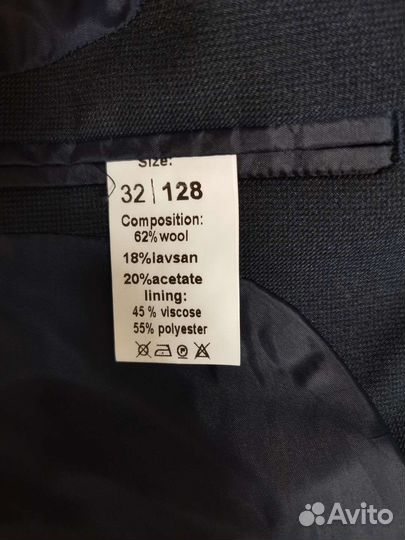 Size:
32 | 128
Composition:
62% wool
18%lavsan
20%acetate
lining:
45 % viscose
55% polyester
Avito